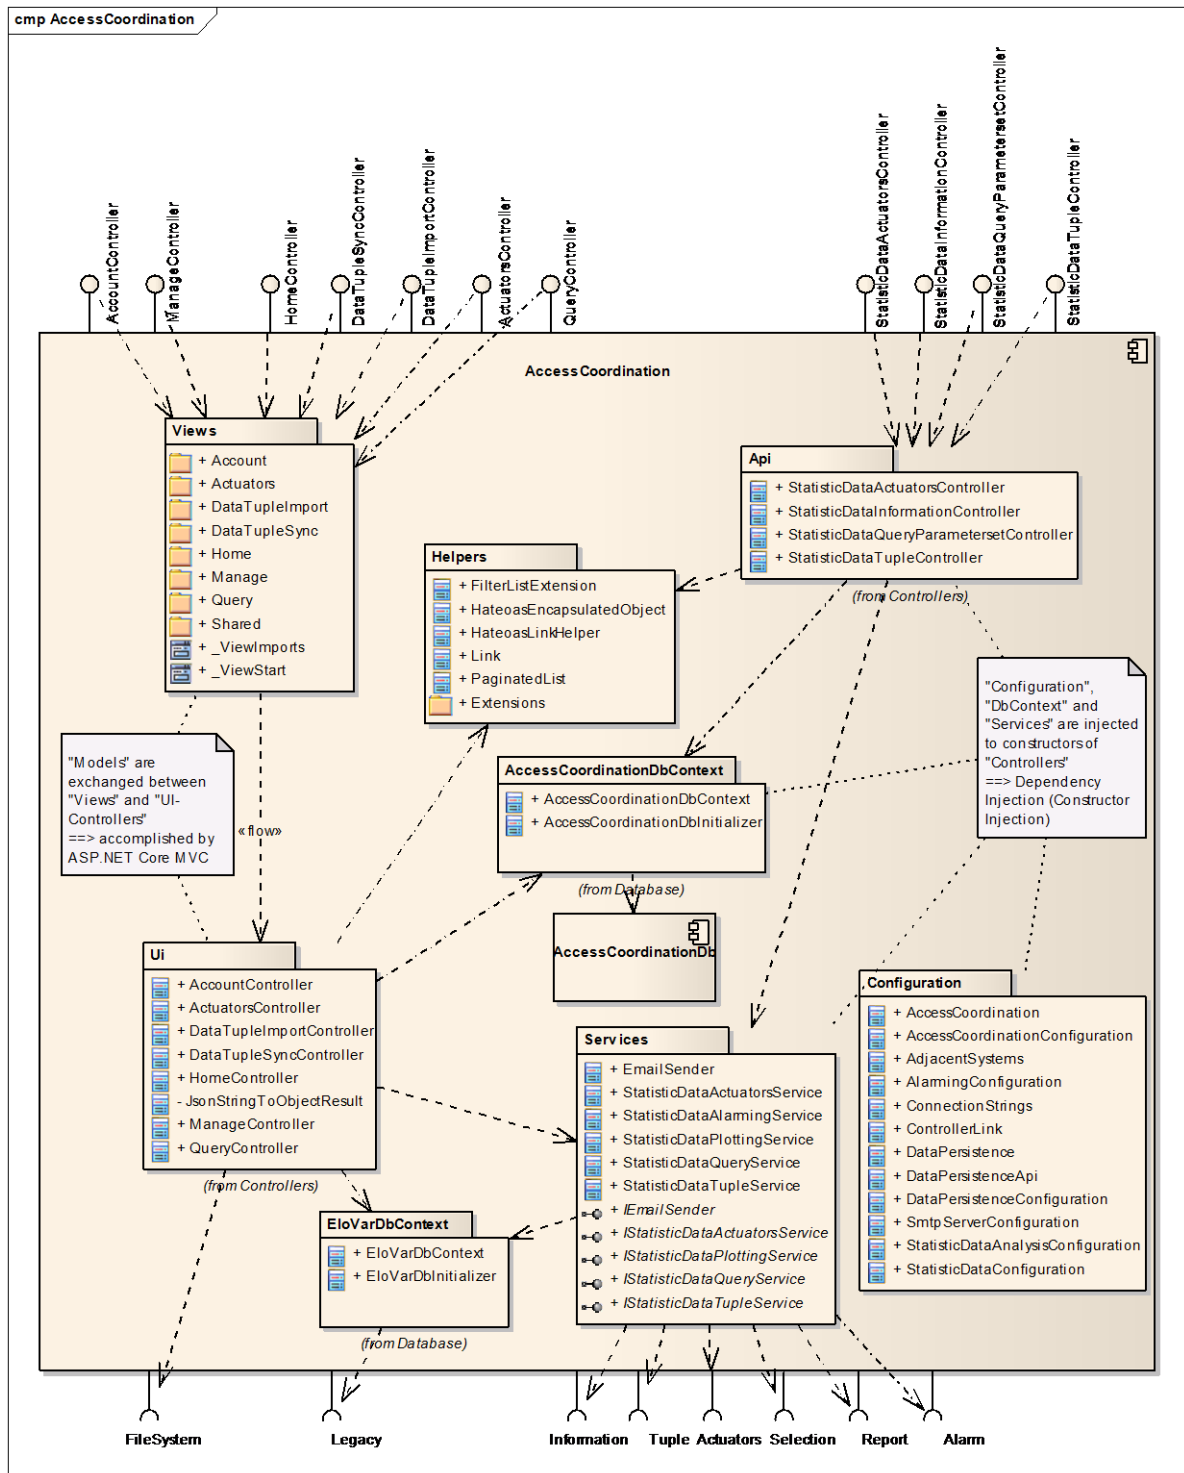 cmp AccessCoordination
AccountController
ManageController
HomeController
DataTupleSyncController
DataTupleImportController
ActuatorsController
QueryController
StatisticDataActuatorsController
StatisticDataInformationController
StatisticDataQueryParametersetController
StatisticDataTupleController
AccessCoordination
Views
+ Account
+ Actuators
+ DataTupleImport
+ DataTupleSync
+ Home
+ Manage
+ Query
+ Shared
+ _ViewImports
+ _ViewStart
Api
+ StatisticDataActuatorsController
+ StatisticDataInformationController
+ StatisticDataQueryParametersetController
+ StatisticDataTupleController
(from Controllers)
Helpers
+ FilterListExtension
+ HateoasEncapsulatedObject
+ HateoasLinkHelper
+ Link
+ PaginatedList
+ Extensions
"Configuration",
"DbContext" and
"Services" are injected
to constructors of
"Controllers"
==> Dependency
Injection (Constructor
Injection)
"Models" are
exchanged between
"Views" and "UI-
Controllers"
==> accomplished by
ASP.NET Core MVC
«flow»
AccessCoordinationDbContext
+ AccessCoordinationDbContext
+ AccessCoordinationDbInitializer
(from Database)
AccessCoordinationDb
Ui
+ AccountController
+ ActuatorsController
+ DataTupleImportController
+ DataTupleSyncController
+ HomeController
- JsonStringToObjectResult
+ ManageController
+ QueryController
(from Controllers)
Services
+ EmailSender
+ StatisticDataActuatorsService
+ StatisticDataAlarmingService
+ StatisticDataPlottingService
+ StatisticDataQueryService
+ StatisticDataTupleService
+ IEmailSender
+ IStatisticDataActuatorsService
+ IStatisticDataPlottingService
+ IStatisticDataQueryService
+ IStatisticDataTupleService
Configuration
+ AccessCoordination
+ AccessCoordinationConfiguration
+ AdjacentSystems
+ AlarmingConfiguration
+ ConnectionStrings
+ ControllerLink
+ DataPersistence
+ DataPersistenceApi
+ DataPersistenceConfiguration
+ SmtpServerConfiguration
+ StatisticDataAnalysisConfiguration
+ StatisticDataConfiguration
EloVarDbContext
+ EloVarDbContext
+ EloVarDbInitializer
(from Database)
FileSystem
Legacy
Information
Tuple
Actuators
Selection
Report
Alarm